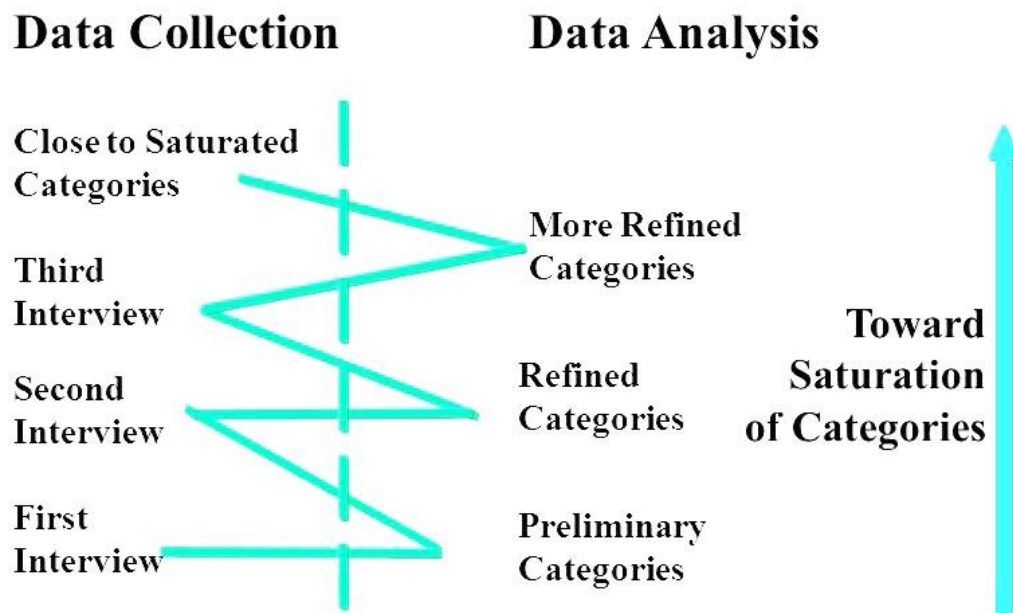 Data Collection
Data Analysis
Close to Saturated
Categories
More Refined
Categories
Third
Interview
Toward
Saturation
of Categories
Second
Interview
Refined
Categories
First
Interview
Preliminary
Categories